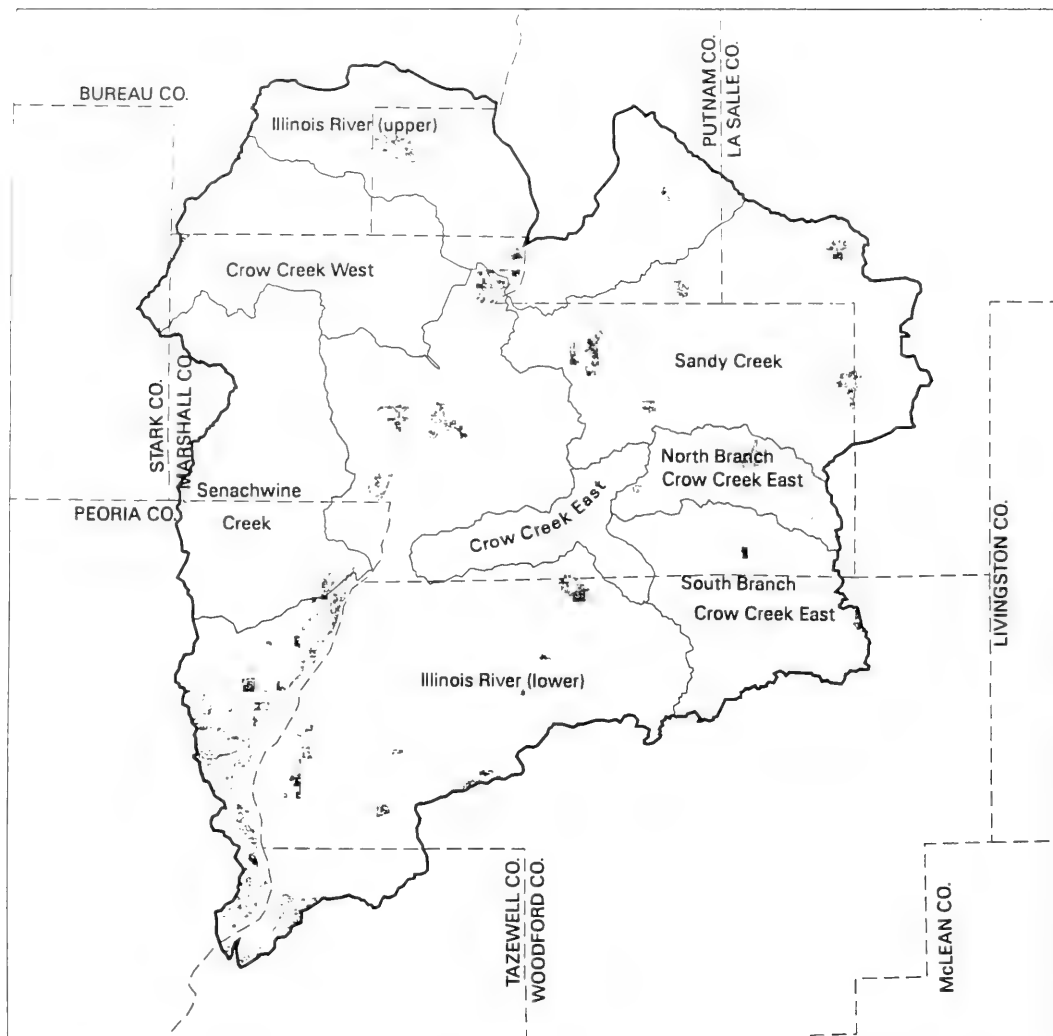 PUTNAM CO.
LA SALLE CO.
BUREAU CO.
Illinois River (upper)
Crow Creek West
STARK CO.
MARSHALL CO.
Sandy Creek
North Branch
Crow Creek East
Senachwine
Creek
PEORIA CO.
Crow Creek East
South Branch
Crow Creek East
LIVINGSTON CO.
Illinois River (lower)
TAZEWELL CO.
WOODFORD CO.
McLEAN CO.